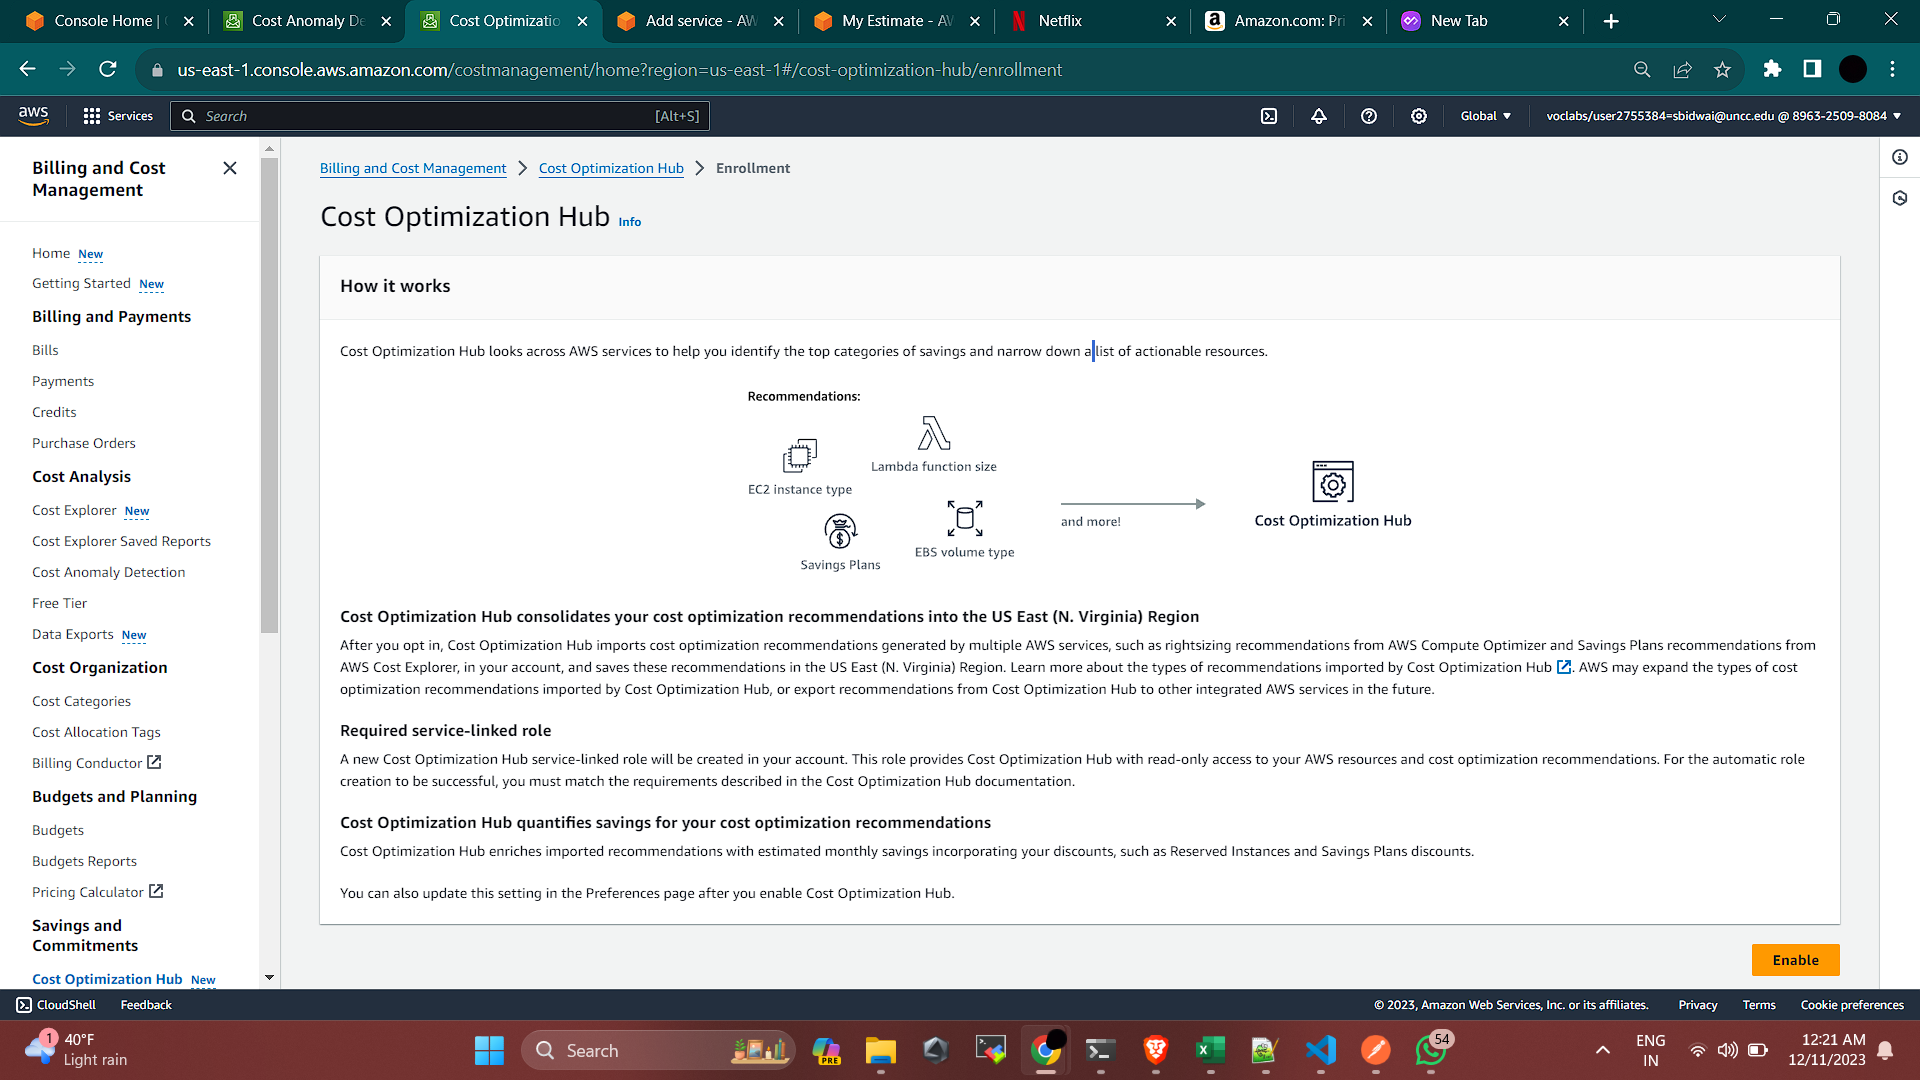 Console Home |
Cost Anomaly De
Cost Optimizatio
Add service - AW
My Estimate - AW
Netflix
Amazon.com: Pri
New Tab
us-east-1.console.aws.amazon.com/costmanagement/home?region=us-east-1#/cost-optimization-hub/enrollment
aws
Services
Search
[Alt+S]
Global
voclabs/user2755384=sbidwai@uncc.edu @ 8963-2509-8084
Billing and Cost
Management
Home New
Getting Started New
Billing and Payments
Bills
Payments
Credits
Purchase Orders
Cost Analysis
Cost Explorer New
Cost Explorer Saved Reports
Cost Anomaly Detection
Free Tier
Data Exports New
Cost Organization
Cost Categories
Cost Allocation Tags
Billing Conductor
Budgets and Planning
Budgets
Budgets Reports
Pricing Calculator
Savings and
Commitments
Cost Optimization Hub New
Billing and Cost Management
Cost Optimization Hub
Enrollment
Cost Optimization Hub Info
How it works
Cost Optimization Hub looks across AWS services to help you identify the top categories of savings and narrow down a list of actionable resources.
Recommendations:
Lambda function size
EC2 instance type
Savings Plans
EBS volume type
and more!
Cost Optimization Hub
Cost Optimization Hub consolidates your cost optimization recommendations into the US East (N. Virginia) Region
After you opt in, Cost Optimization Hub imports cost optimization recommendations generated by multiple AWS services, such as rightsizing recommendations from AWS Compute Optimizer and Savings Plans recommendations from
AWS Cost Explorer, in your account, and saves these recommendations in the US East (N. Virginia) Region. Learn more about the types of recommendations imported by Cost Optimization Hub. AWS may expand the types of cost
optimization recommendations imported by Cost Optimization Hub, or export recommendations from Cost Optimization Hub to other integrated AWS services in the future.
Required service-linked role
A new Cost Optimization Hub service-linked role will be created in your account. This role provides Cost Optimization Hub with read-only access to your AWS resources and cost optimization recommendations. For the automatic role
creation to be successful, you must match the requirements described in the Cost Optimization Hub documentation.
Cost Optimization Hub quantifies savings for your cost optimization recommendations
Cost Optimization Hub enriches imported recommendations with estimated monthly savings incorporating your discounts, such as Reserved Instances and Savings Plans discounts.
You can also update this setting in the Preferences page after you enable Cost Optimization Hub.
Enable
CloudShell
Feedback
© 2023, Amazon Web Services, Inc. or its affiliates.
Privacy
Terms
Cookie preferences
1
40°F
Light rain
Search
PRE
54
ENG
IN
12:21 AM
12/11/2023